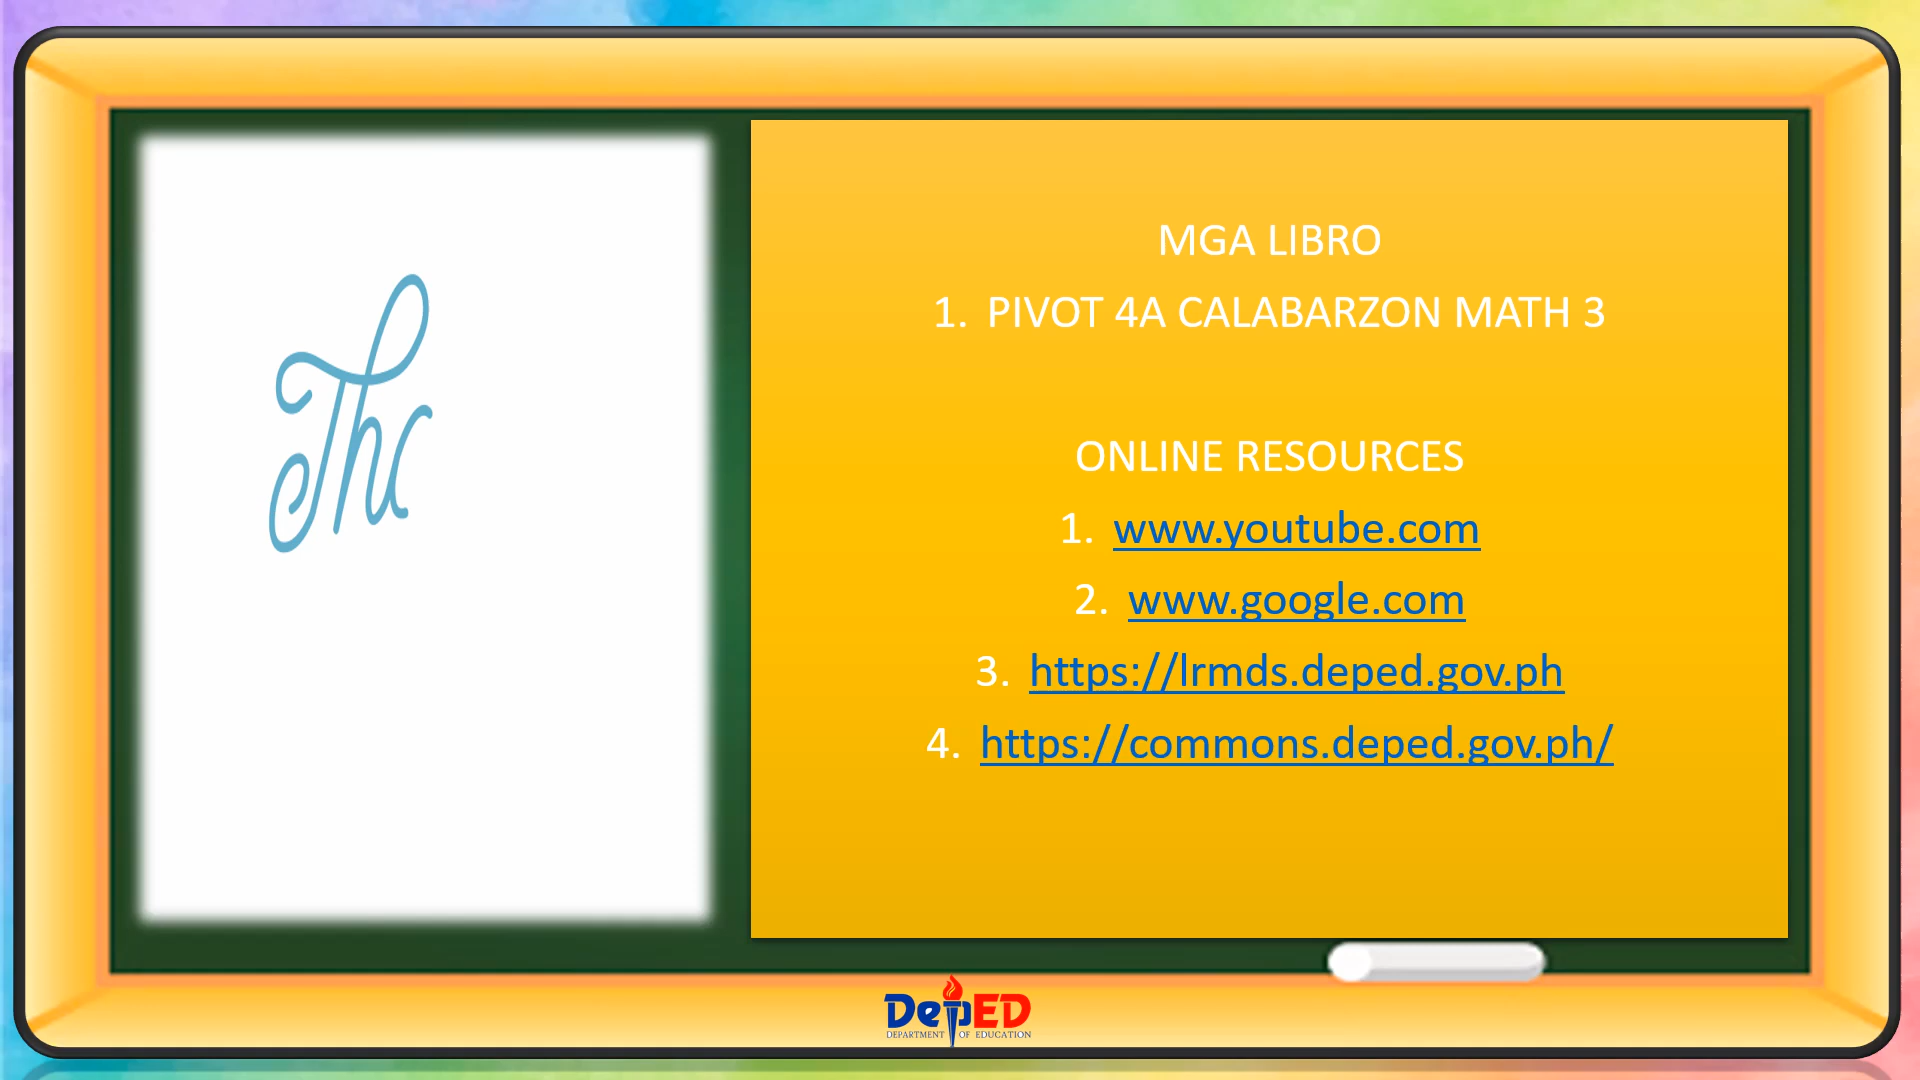 MGA LIBRO
1. PIVOT 4A CALABARZON MATH 3
ONLINE RESOURCES
1. www.youtube.com
2. www.google.com
3. https://lrmds.deped.gov.ph
4. https://commons.deped.gov.ph/
DepED
DEPARTMENT OF EDUCATION